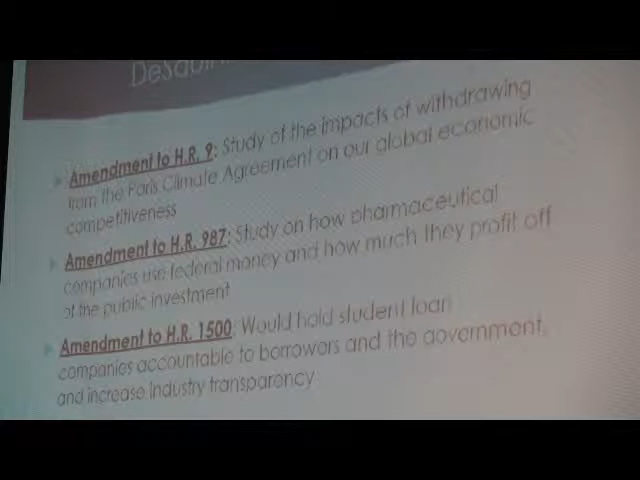 Amendment to H.R. 9: Study of the impacts of withdrawing
from the Paris Climate Agreement on our global economic
competitiveness
Amendment to H.R. 987: Study on how pharmaceutical
companies use federal money and how much they profit off
of the public investment
Amendment to H.R. 1500: Would hold student loan
companies accountable to borrowers and the government,
and increase industry transparency